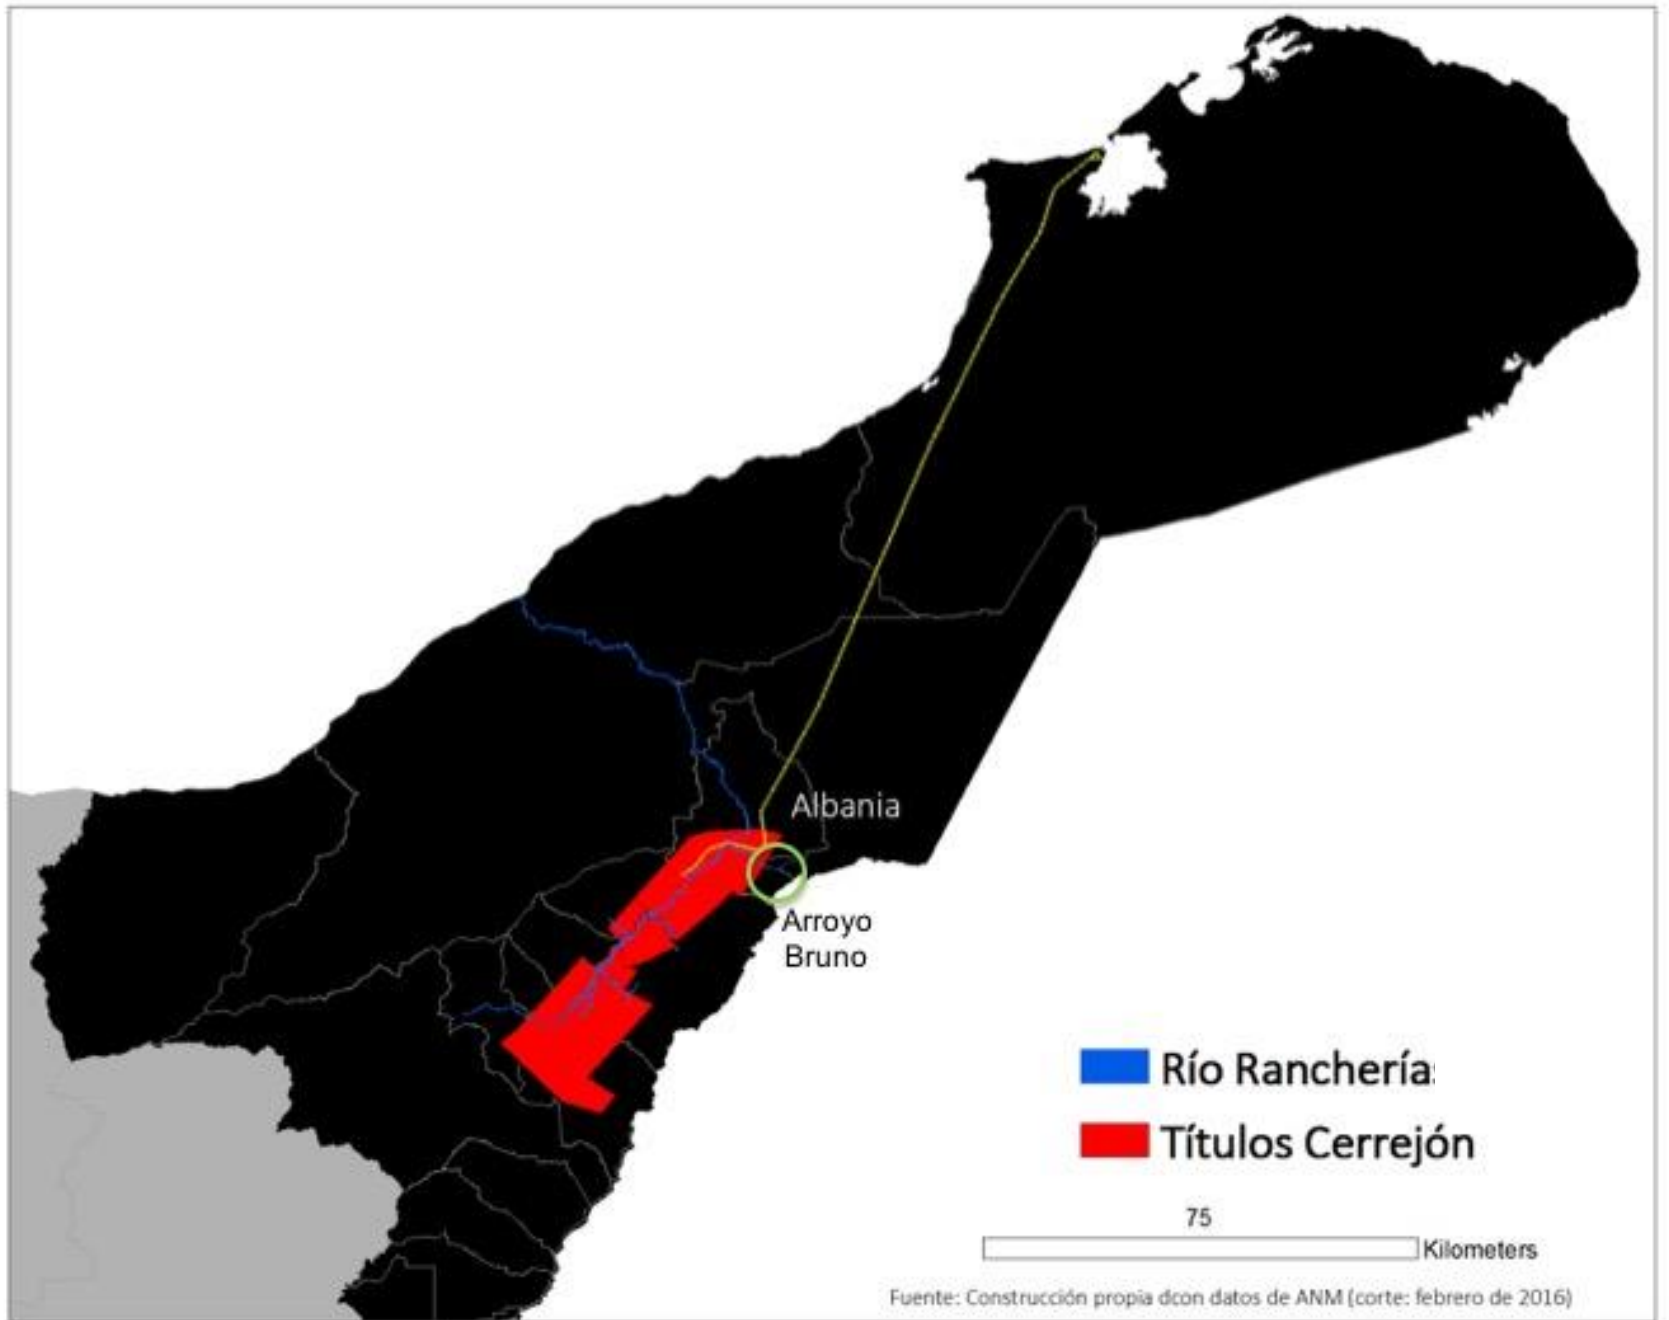 Albania
Arroyo
Bruno
Río Ranchería
Títulos Cerrejón
75
Kilometers
Fuente: Construcción propia dcon datos de ANM (corte: febrero de 2016)